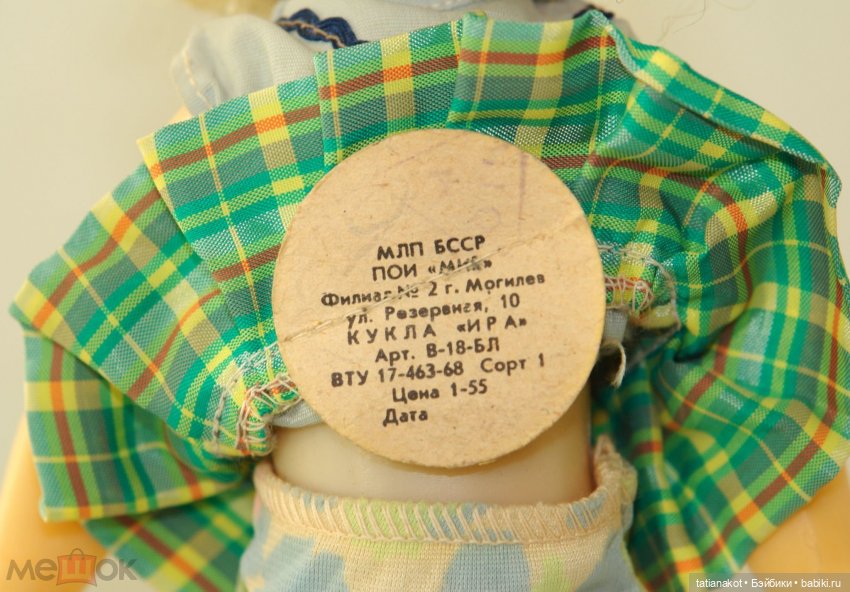 МЛП БССР
ПОИ «МИР»
Филиал № 2 г. Могилев
ул. Резервная, 10
КУКЛА «ИРА»
Арт. В-18-БЛ
ВТУ 17-463-68 Сорт 1
Цена 1-55
Дата
мешок
tatianakot • Бэйбики • babiki.ru